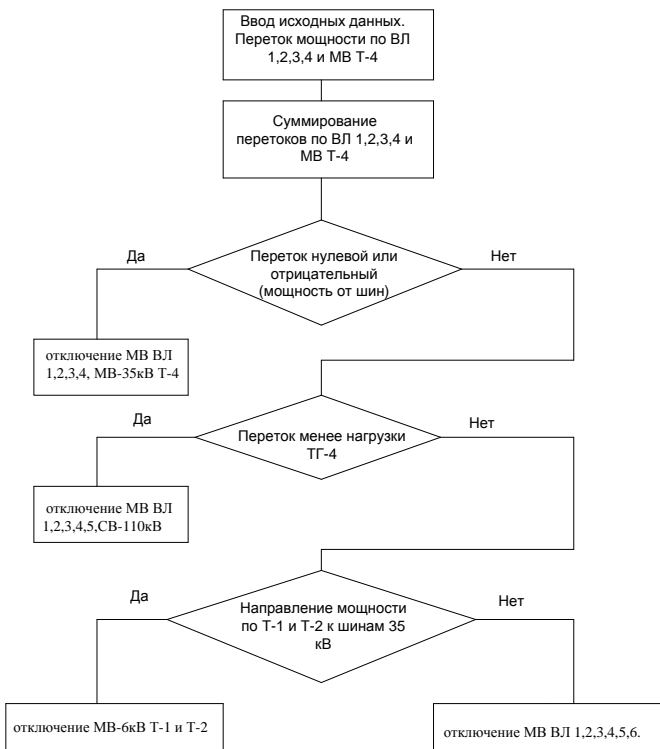 Ввод исходных данных.
Переток мощности по ВЛ
1,2,3,4 и МВ Т-4
Суммирование
перетоков по ВЛ 1,2,3,4 и
МВ Т-4
Да
Переток нулевой или
отрицательный
(мощность от шин)
Нет
отключение МВ ВЛ
1,2,3,4, МВ-35кВ Т-4
Да
Переток менее нагрузки
ТГ-4
Нет
отключение МВ ВЛ
1,2,3,4,5,СВ-110кВ
Да
Направление мощности
по Т-1 и Т-2 к шинам 35
кВ
Нет
отключение МВ-6кВ Т-1 и Т-2
отключение МВ ВЛ 1,2,3,4,5,6.